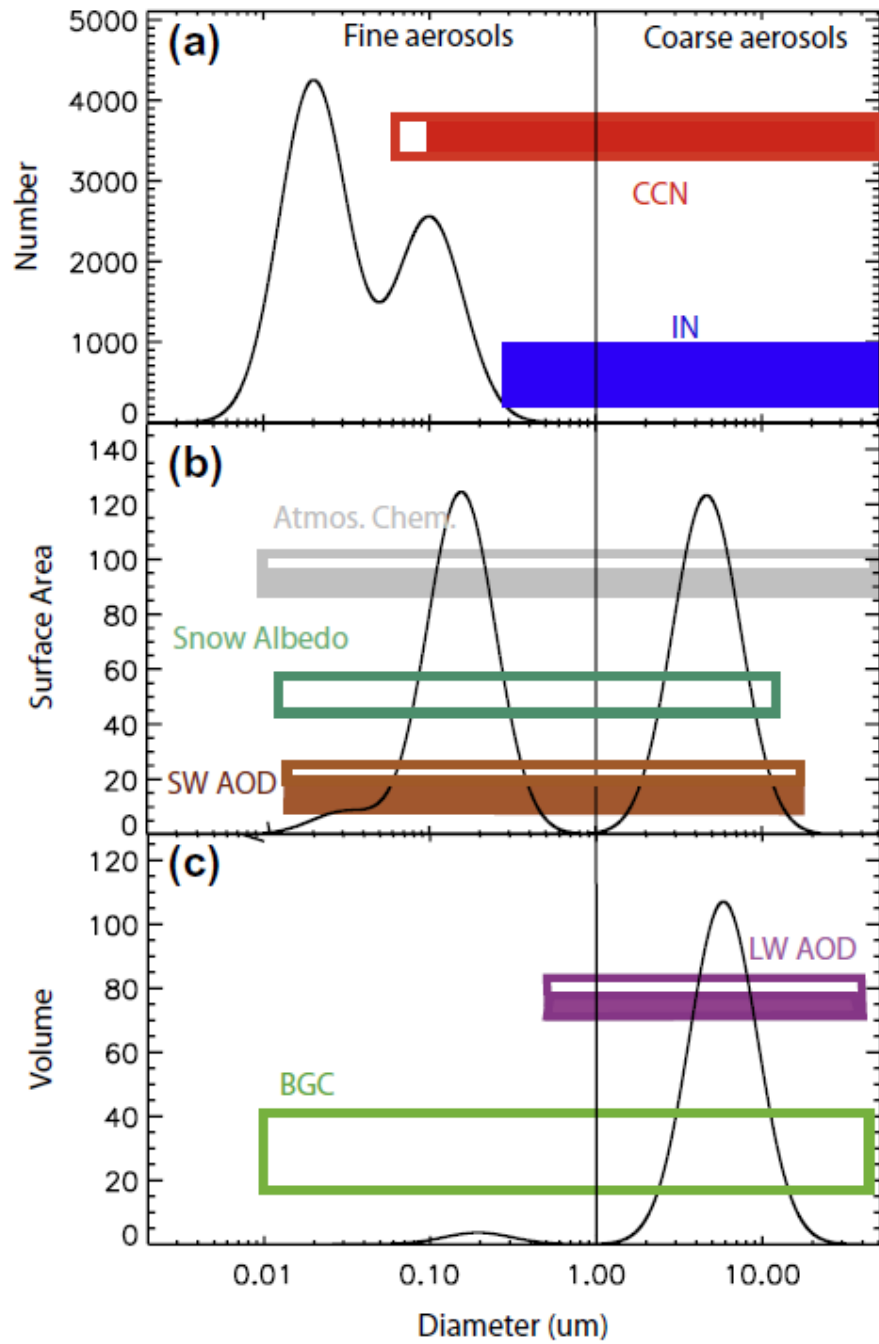 (a)
Fine aerosols
Coarse aerosols
5000
4000
3000
2000
1000
0
Number
CCN
IN
(b)
140
120
100
80
60
40
20
0
Surface Area
Atmos. Chem.
Snow Albedo
SW AOD
(c)
120
100
80
60
40
20
0
Volume
LW AOD
BGC
0.01
0.10
1.00
10.00
Diameter (um)